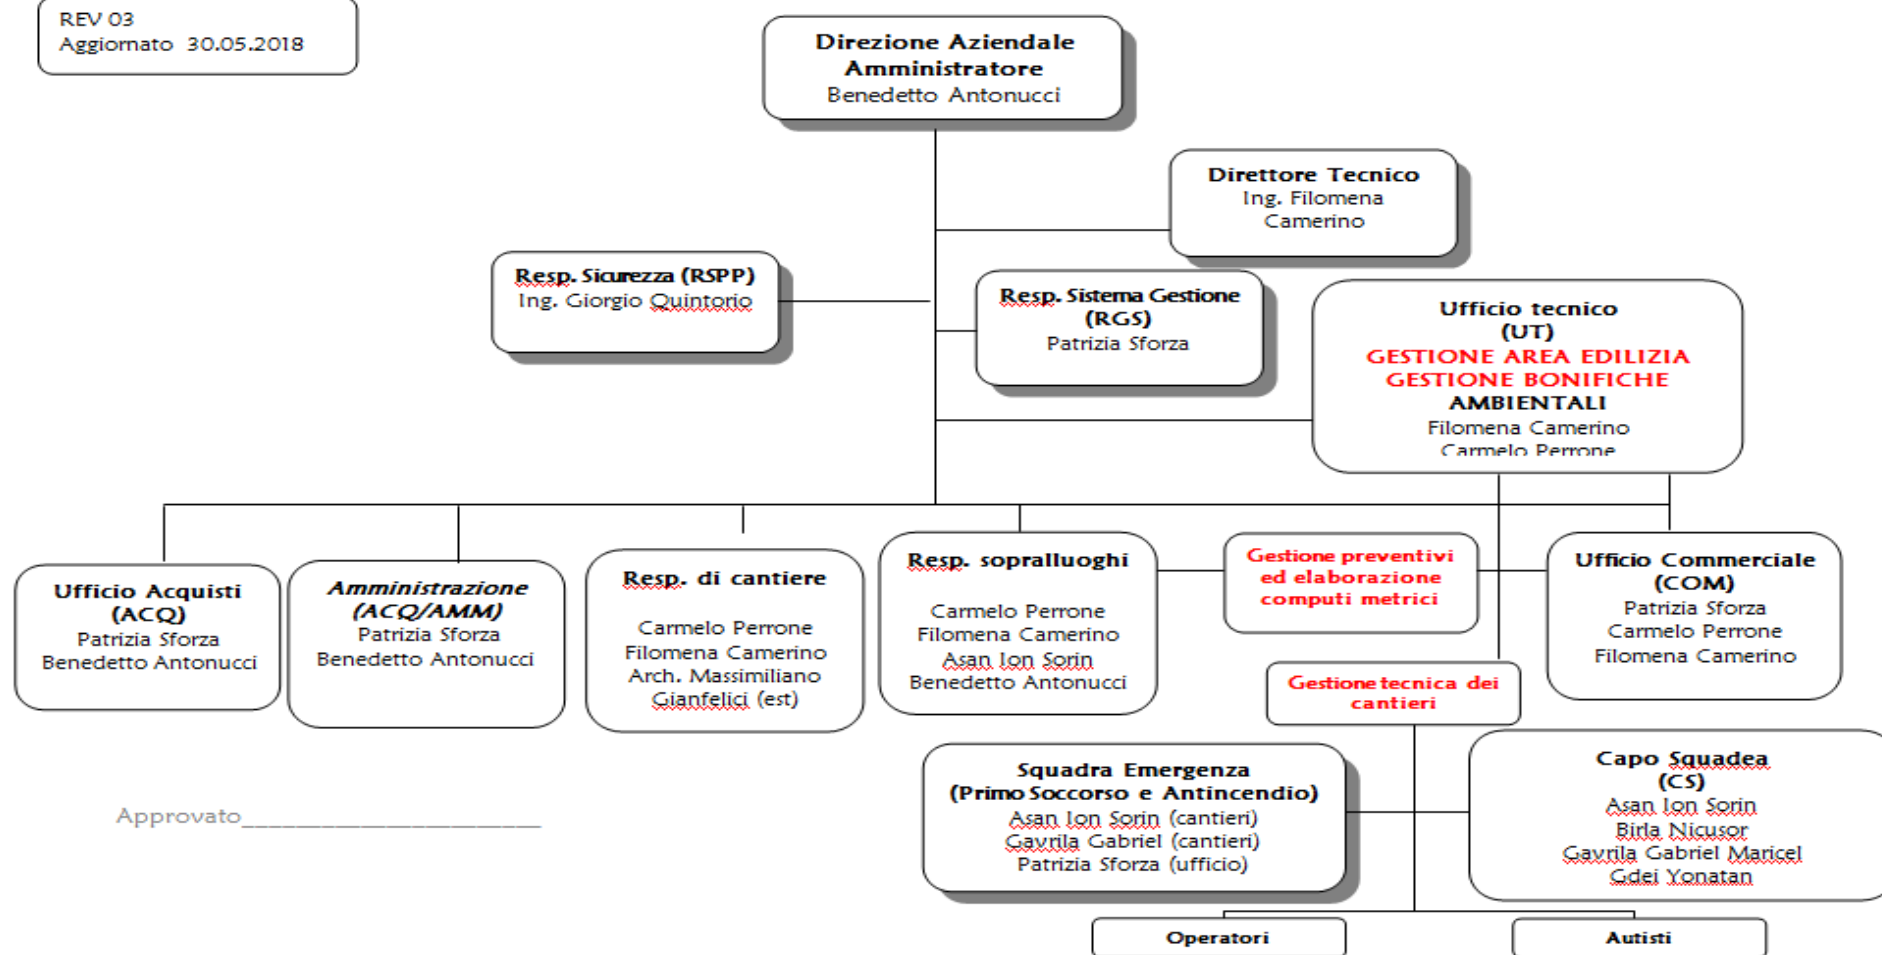 REV 03
Aggiornato 30.05.2018
Direzione Aziendale
Amministratore
Benedetto Antonucci
Direttore Tecnico
Ing. Filomena
Camerino
Resp. Sicurezza (RSPP)
Ing. Giorgio Quintorio
Resp. Sistema Gestione
(RGS)
Patrizia Sforza
Ufficio tecnico
(UT)
GESTIONE AREA EDILIZIA
GESTIONE BONIFICHE
AMBIENTALI
Filomena Camerino
Carmelo Perrone
Ufficio Acquisti
(ACQ)
Patrizia Sforza
Benedetto Antonucci
Amministrazione
(ACQ/AMM)
Patrizia Sforza
Benedetto Antonucci
Resp. di cantiere
Carmelo Perrone
Filomena Camerino
Arch. Massimiliano
Gianfelici (est)
Resp. sopralluoghi
Carmelo Perrone
Filomena Camerino
Asan Ion Sorin
Benedetto Antonucci
Gestione preventivi
ed elaborazione
computi metrici
Ufficio Commerciale
(COM)
Patrizia Sforza
Carmelo Perrone
Filomena Camerino
Gestione tecnica dei
cantieri
Squadra Emergenza
(Primo Soccorso e Antincendio)
Asan Ion Sorin (cantieri)
Gavrila Gabriel (cantieri)
Patrizia Sforza (ufficio)
Capo Squadea
(CS)
Asan Ion Sorin
Birla Nicusor
Gavrila Gabriel Maricel
Gdei Yonatan
Approvato_______________________
Operatori
Autisti